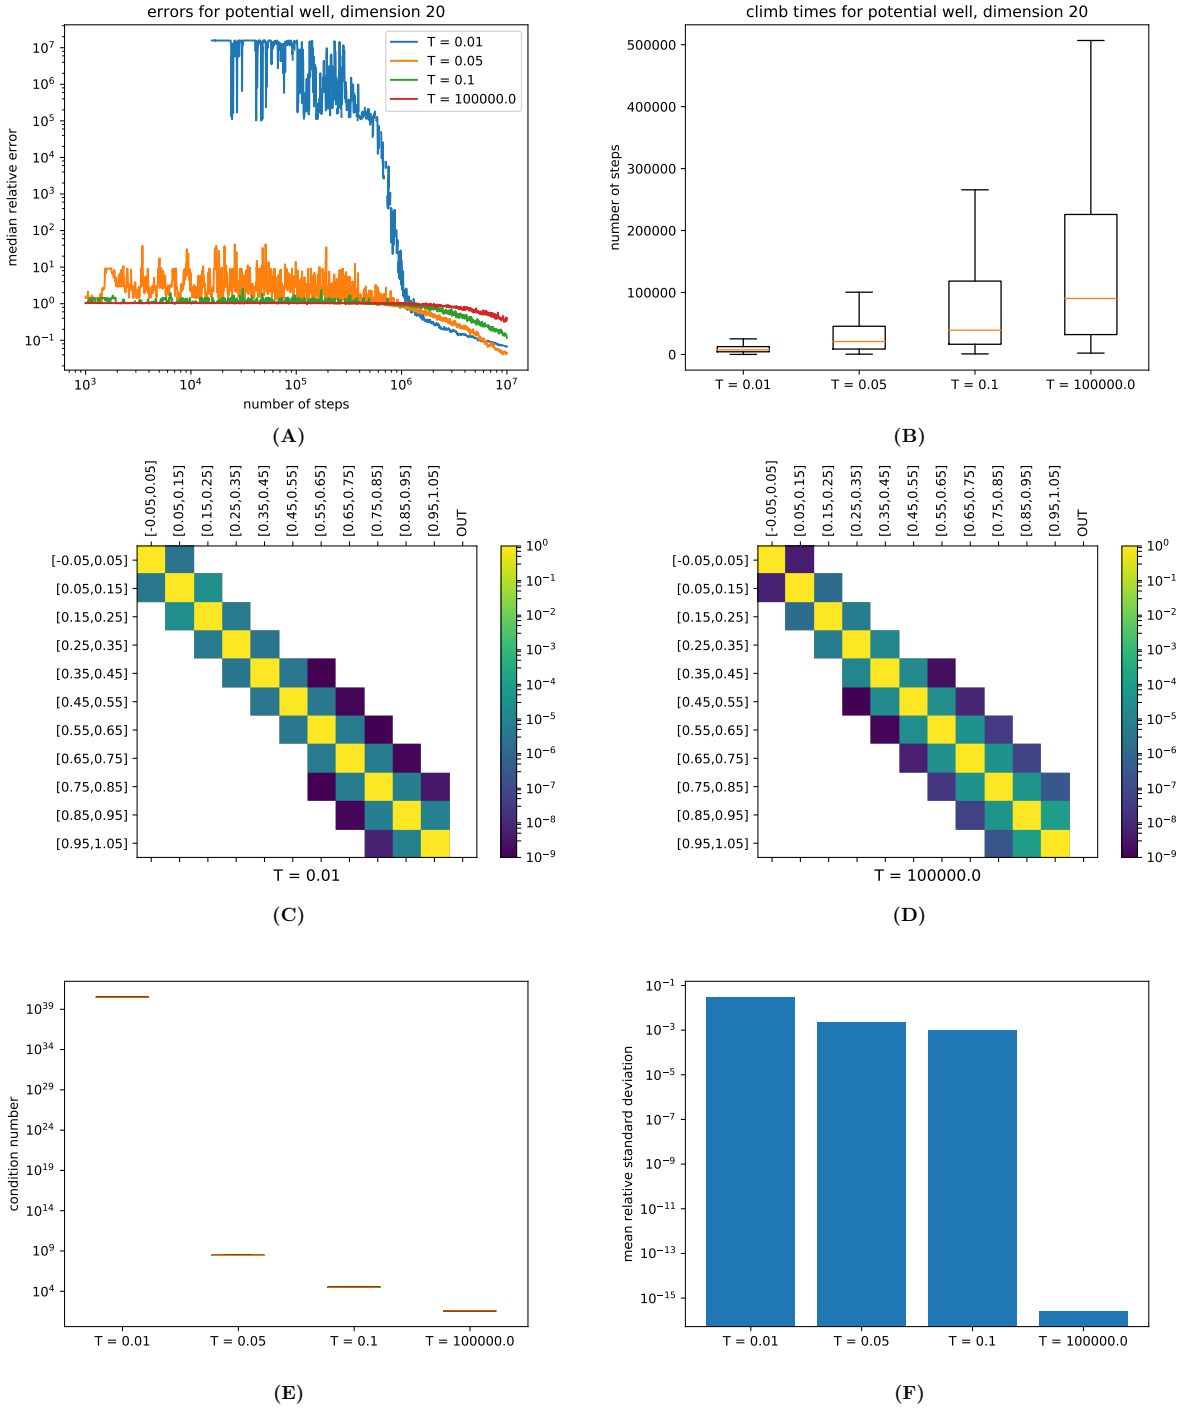 errors for potential well, dimension 20
median relative error
10^7
10^6
10^5
10^4
10^3
10^2
10^1
10^0
10^−1
T = 0.01
T = 0.05
T = 0.1
T = 100000.0
10^3 10^4 10^5 10^6 10^7
number of steps
(A)
climb times for potential well, dimension 20
number of steps
500000
400000
300000
200000
100000
0
T = 0.01 T = 0.05 T = 0.1 T = 100000.0
(B)
[-0.05,0.05] [0.05,0.15] [0.15,0.25] [0.25,0.35] [0.35,0.45] [0.45,0.55] [0.55,0.65] [0.65,0.75] [0.75,0.85] [0.85,0.95] [0.95,1.05] OUT
[-0.05,0.05]
[0.05,0.15]
[0.15,0.25]
[0.25,0.35]
[0.35,0.45]
[0.45,0.55]
[0.55,0.65]
[0.65,0.75]
[0.75,0.85]
[0.85,0.95]
[0.95,1.05]
10^0
10^−1
10^−2
10^−3
10^−4
10^−5
10^−6
10^−7
10^−8
10^−9
T = 0.01
(C)
[-0.05,0.05] [0.05,0.15] [0.15,0.25] [0.25,0.35] [0.35,0.45] [0.45,0.55] [0.55,0.65] [0.65,0.75] [0.75,0.85] [0.85,0.95] [0.95,1.05] OUT
[-0.05,0.05]
[0.05,0.15]
[0.15,0.25]
[0.25,0.35]
[0.35,0.45]
[0.45,0.55]
[0.55,0.65]
[0.65,0.75]
[0.75,0.85]
[0.85,0.95]
[0.95,1.05]
10^0
10^−1
10^−2
10^−3
10^−4
10^−5
10^−6
10^−7
10^−8
10^−9
T = 100000.0
(D)
condition number
10^39
10^34
10^29
10^24
10^19
10^14
10^9
10^4
T = 0.01 T = 0.05 T = 0.1 T = 100000.0
(E)
mean relative standard deviation
10^−1
10^−3
10^−5
10^−7
10^−9
10^−11
10^−13
10^−15
T = 0.01 T = 0.05 T = 0.1 T = 100000.0
(F)